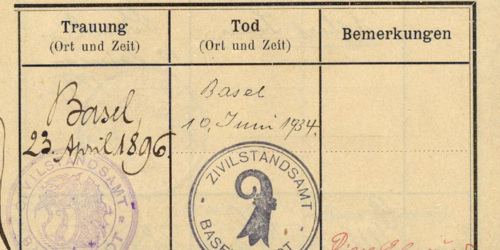 Trauung
(Ort und Zeit)
Tod
(Ort und Zeit)
Bemerkungen
Basel,
23. April 1896.
Basel
10. Juni 1934.
ZIVILSTANDSAMT
ZIVILSTANDSAMT